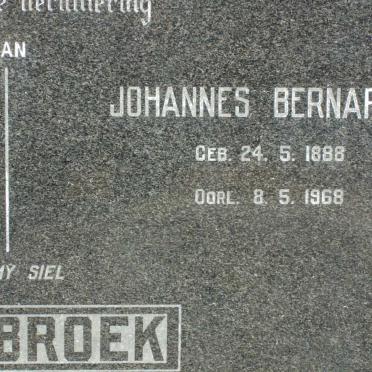 AN
JOHANNES BERNAR
GEB. 24. 5. 1888
OORL. 8. 5. 1968
MY SIEL
BROEK